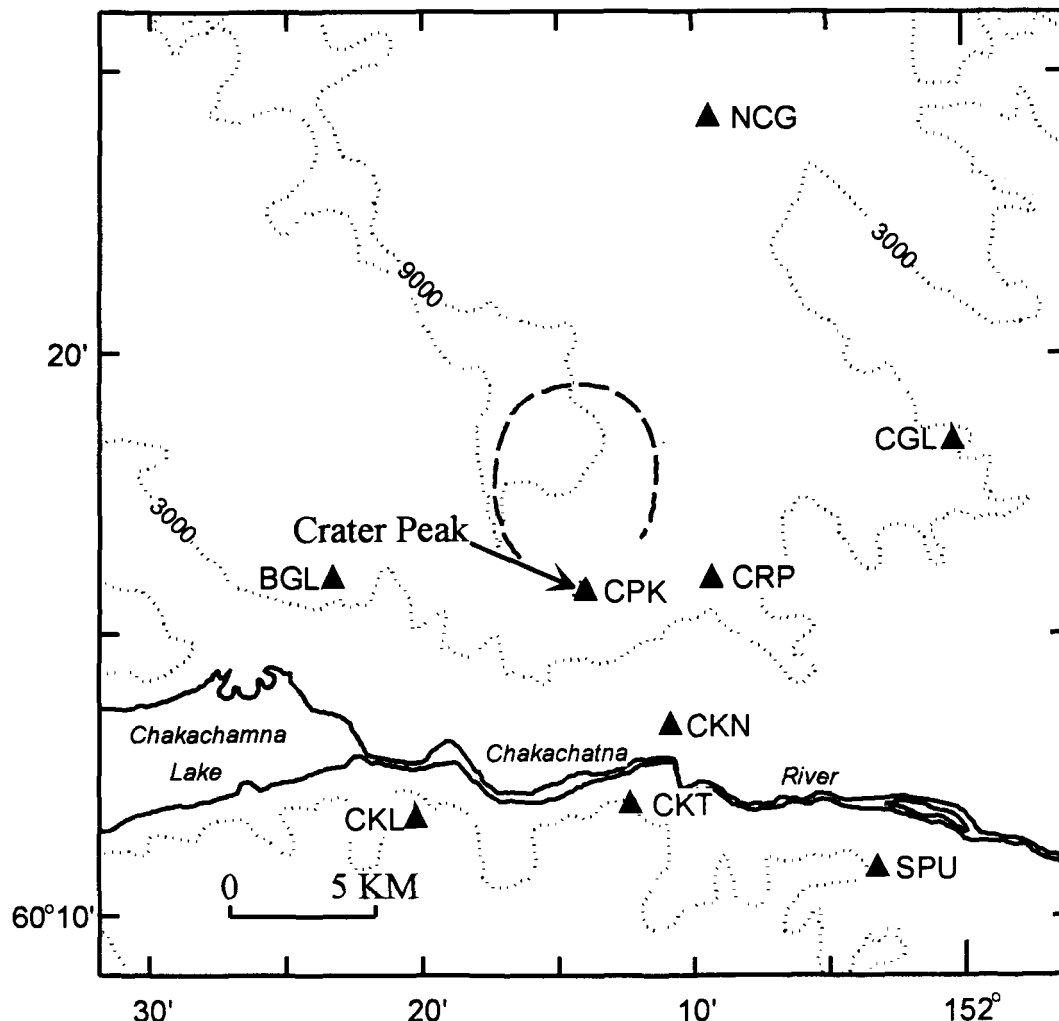 NCG
3000
9000
20'
CGL
3000
Crater Peak
BGL
CPK
CRP
CKN
Chakachamna
Lake
Chakachatna
River
CKL
CKT
SPU
0 5 KM
60°10'
30' 20' 10' 152°